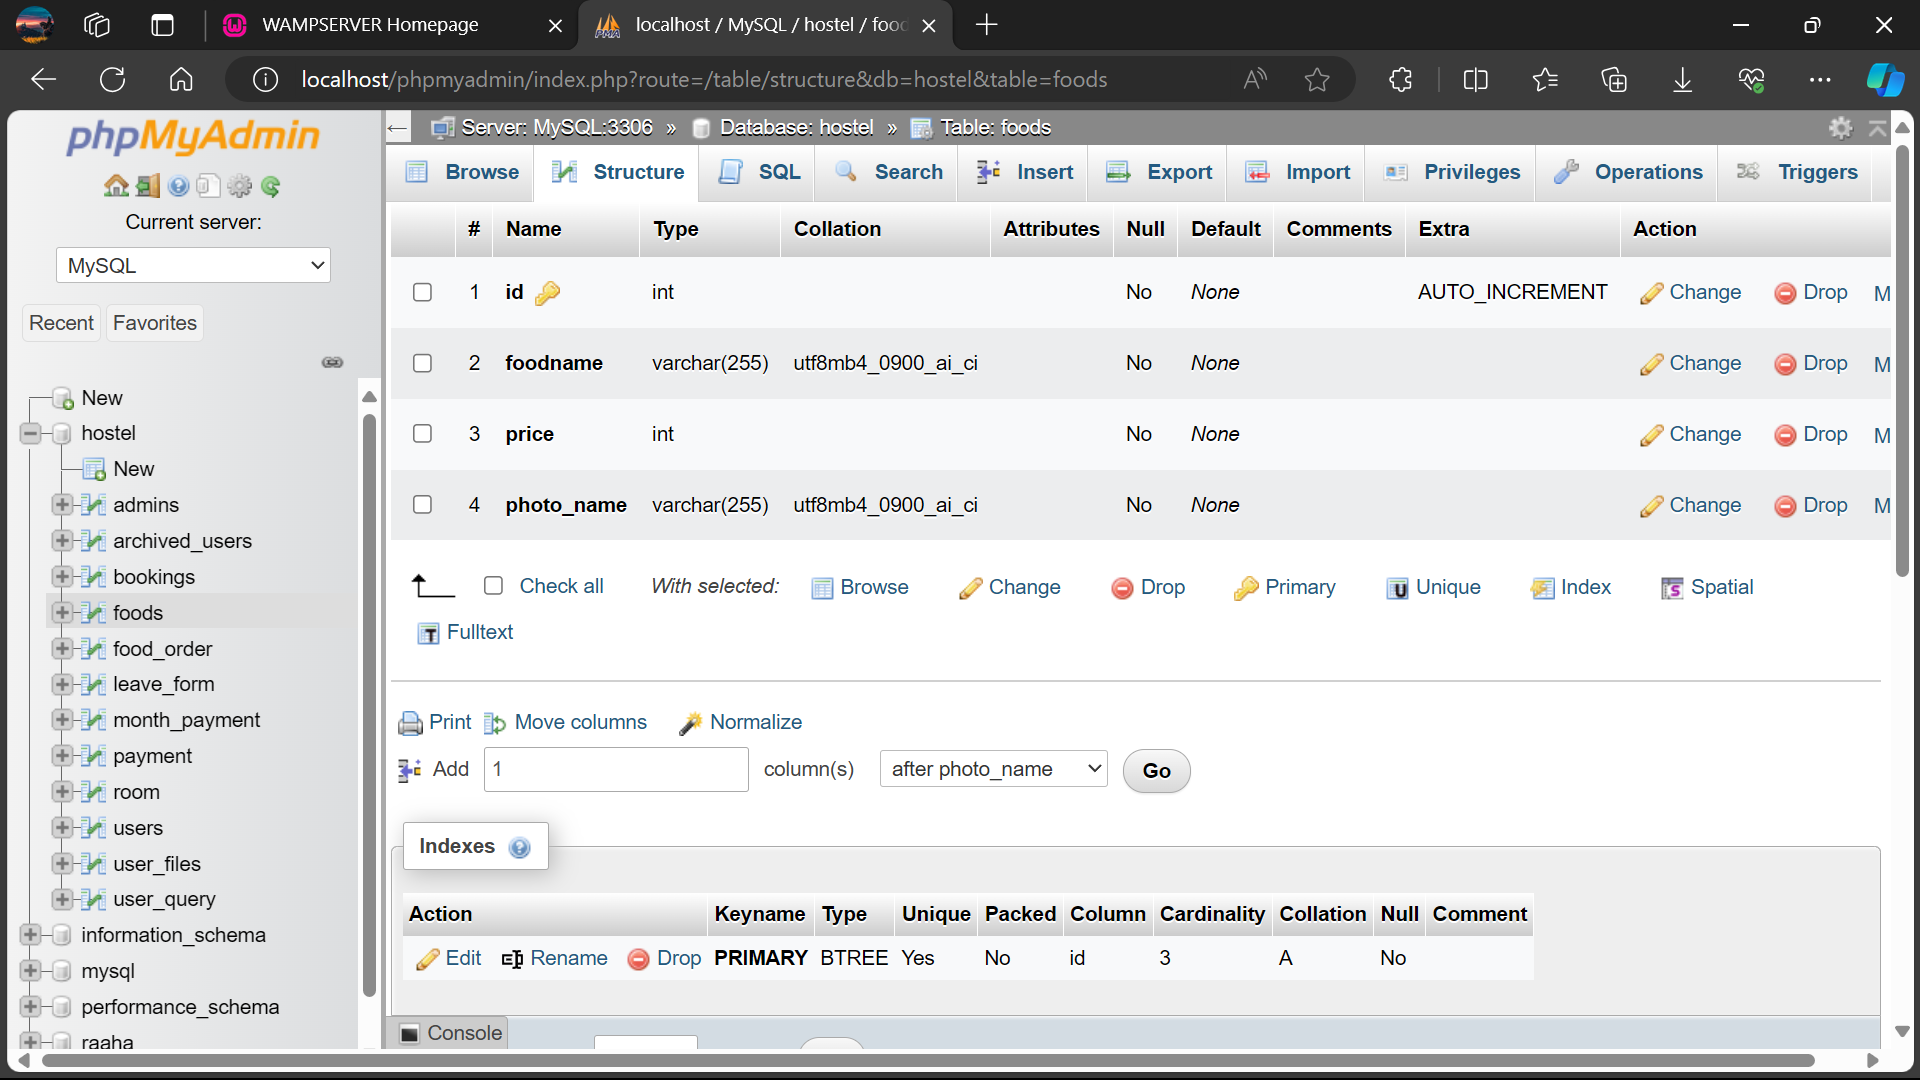 WAMPSERVER Homepage
localhost / MySQL / hostel / food
localhost/phpmyadmin/index.php?route=/table/structure&db=hostel&table=foods
phpMyAdmin
Current server:
MySQL
Recent Favorites
New
hostel
New
admins
archived_users
bookings
foods
food_order
leave_form
month_payment
payment
room
users
user_files
user_query
information_schema
mysql
performance_schema
raaha
Server: MySQL:3306 » Database: hostel » Table: foods
Browse Structure SQL Search Insert Export Import Privileges Operations Triggers
# Name Type Collation Attributes Null Default Comments Extra Action
1 id int No None AUTO_INCREMENT Change Drop M
2 foodname varchar(255) utf8mb4_0900_ai_ci No None Change Drop M
3 price int No None Change Drop M
4 photo_name varchar(255) utf8mb4_0900_ai_ci No None Change Drop M
Check all With selected: Browse Change Drop Primary Unique Index Spatial
Fulltext
Print Move columns Normalize
Add 1 column(s) after photo_name Go
Indexes
Action Keyname Type Unique Packed Column Cardinality Collation Null Comment
Edit Rename Drop PRIMARY BTREE Yes No id 3 A No
Console